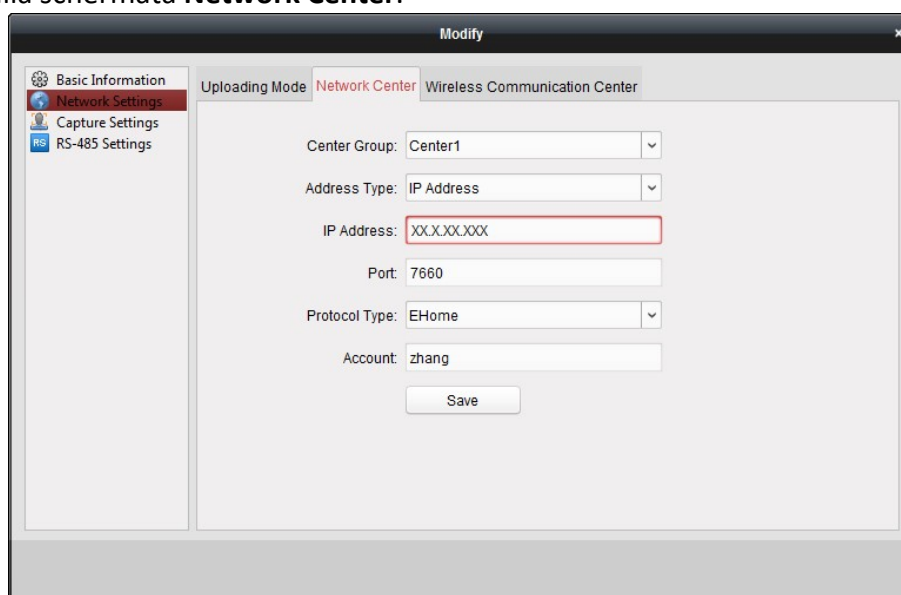 schermata Network Center.
Modify
×
Basic Information
Network Settings
Capture Settings
RS RS-485 Settings
Uploading Mode Network Center Wireless Communication Center
Center Group: Center1
Address Type: IP Address
IP Address: XX.X.XX.XXX
Port: 7660
Protocol Type: EHome
Account: zhang
Save